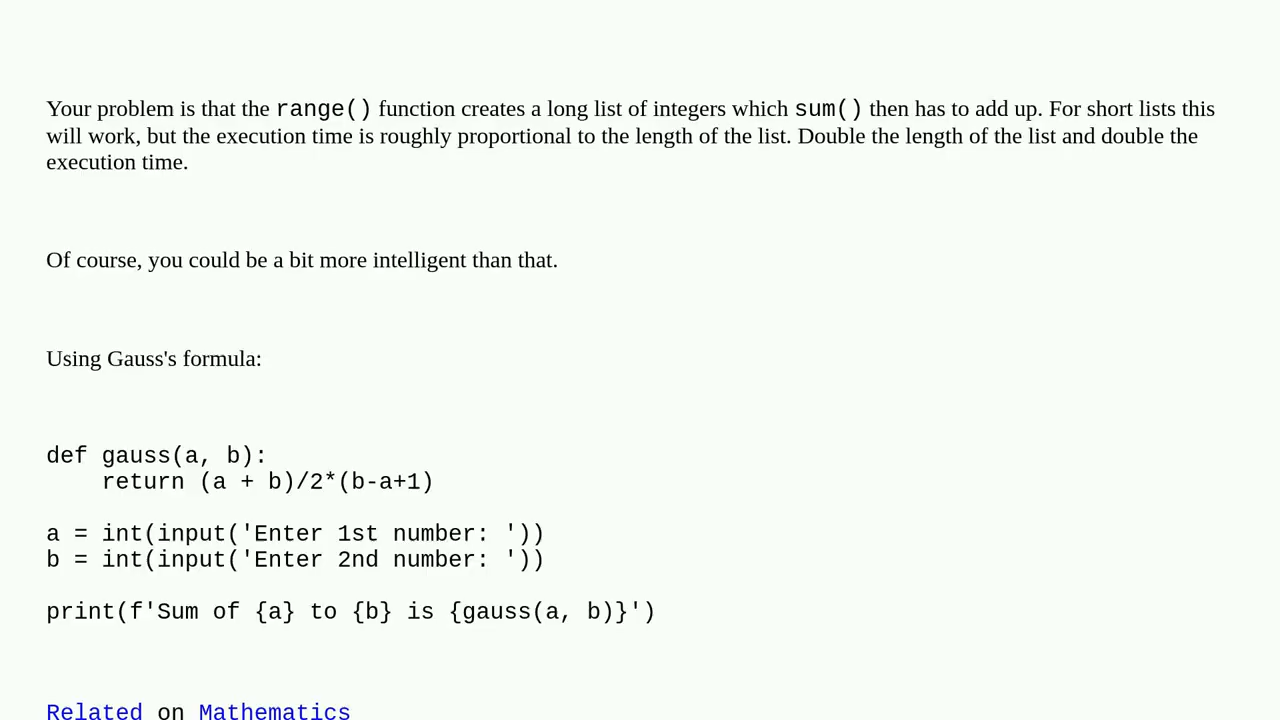 Your problem is that the range() function creates a long list of integers which sum() then has to add up. For short lists this
will work, but the execution time is roughly proportional to the length of the list. Double the length of the list and double the
execution time.
Of course, you could be a bit more intelligent than that.
Using Gauss's formula:
def gauss(a, b):
    return (a + b)/2*(b-a+1)
a = int(input('Enter 1st number: '))
b = int(input('Enter 2nd number: '))
print(f'Sum of {a} to {b} is {gauss(a, b)}')
Related on Mathematics